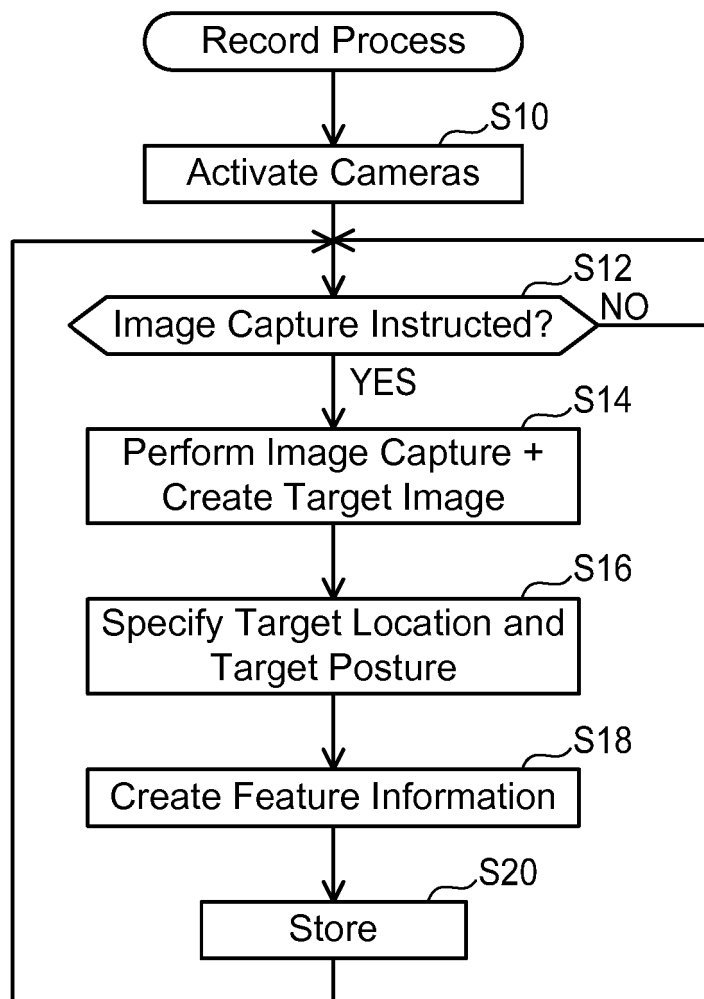 Record Process
S10
Activate Cameras
S12
Image Capture Instructed?
NO
YES
S14
Perform Image Capture +
Create Target Image
S16
Specify Target Location and
Target Posture
S18
Create Feature Information
S20
Store